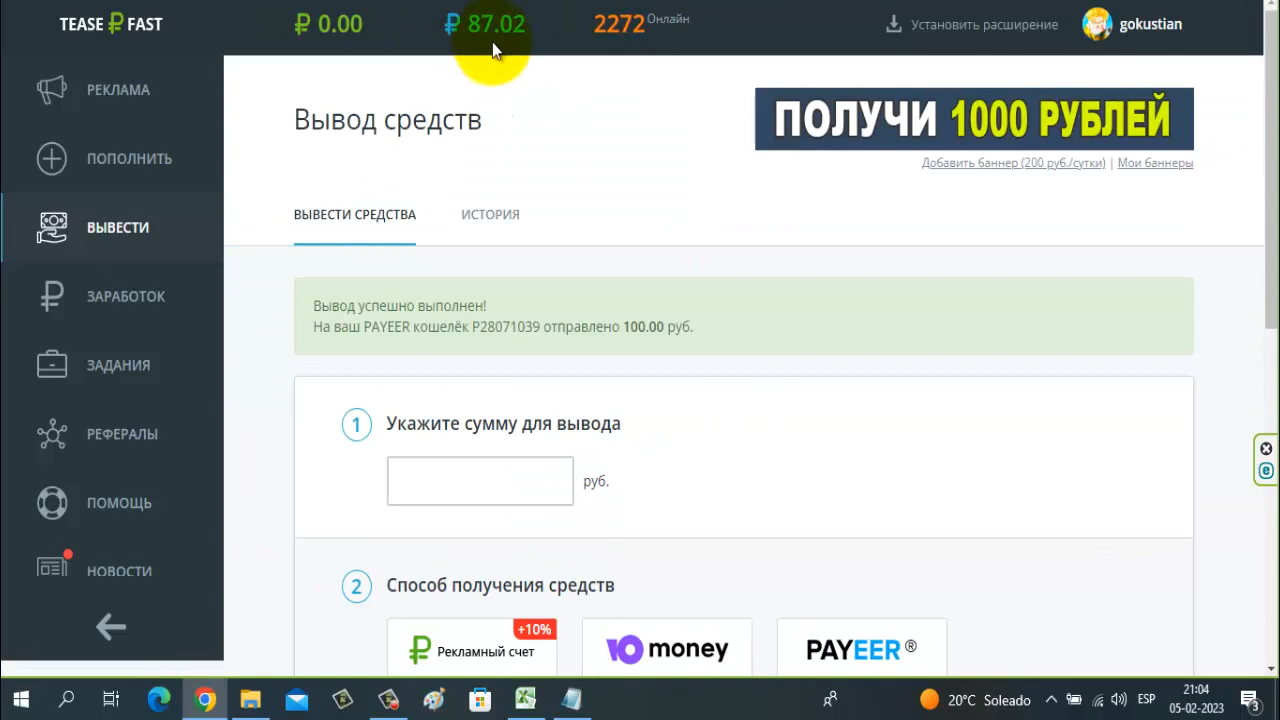 TEASE ₽ FAST
₽ 0.00
₽ 87.02
2272 Онлайн
Установить расширение
gokustian
РЕКЛАМА
ПОПОЛНИТЬ
ВЫВЕСТИ
ЗАРАБОТОК
ЗАДАНИЯ
РЕФЕРАЛЫ
ПОМОЩЬ
НОВОСТИ
Вывод средств
ПОЛУЧИ 1000 РУБЛЕЙ
Добавить баннер (200 руб./сутки) | Мои баннеры
ВЫВЕСТИ СРЕДСТВА
ИСТОРИЯ
Вывод успешно выполнен!
На ваш PAYEER кошелёк P28071039 отправлено 100.00 руб.
1 Укажите сумму для вывода
руб.
2 Способ получения средств
+10%
₽ Рекламный счет
Ю money
PAYEER ®
20°C Soleado
ESP
21:04
05-02-2023
3